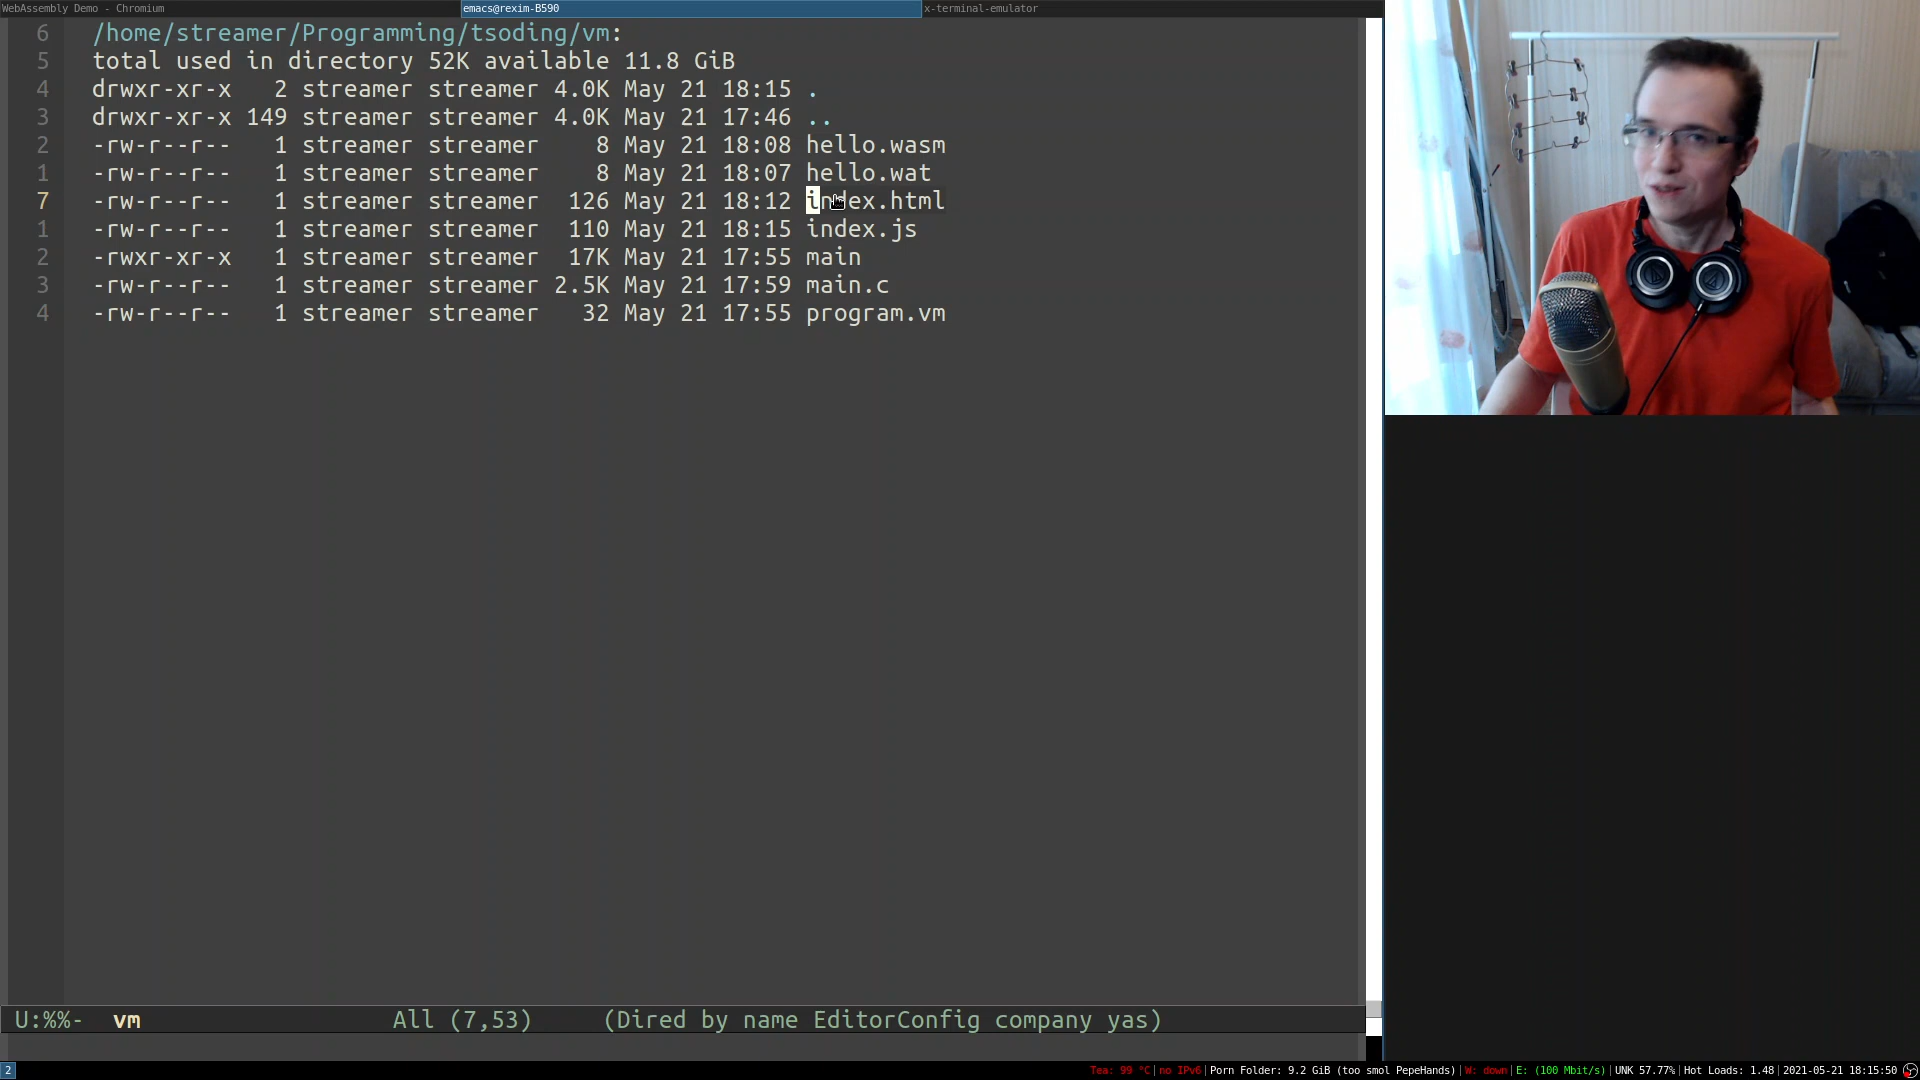 WebAssembly Demo - Chromium emacs@rexim-B590 x-terminal-emulator
6 /home/streamer/Programming/tsoding/vm:
5 total used in directory 52K available 11.8 GiB
4 drwxr-xr-x 2 streamer streamer 4.0K May 21 18:15 .
3 drwxr-xr-x 149 streamer streamer 4.0K May 21 17:46 ..
2 -rw-r--r-- 1 streamer streamer 8 May 21 18:08 hello.wasm
1 -rw-r--r-- 1 streamer streamer 8 May 21 18:07 hello.wat
7 -rw-r--r-- 1 streamer streamer 126 May 21 18:12 index.html
1 -rw-r--r-- 1 streamer streamer 110 May 21 18:15 index.js
2 -rwxr-xr-x 1 streamer streamer 17K May 21 17:55 main
3 -rw-r--r-- 1 streamer streamer 2.5K May 21 17:59 main.c
4 -rw-r--r-- 1 streamer streamer 32 May 21 17:55 program.vm
U:%%- vm All (7,53) (Dired by name EditorConfig company yas)
2 Tea: 99 °C|no IPv6|Porn Folder: 9.2 GiB (too smol PepeHands)|W: down|E: (100 Mbit/s)|UNK 57.77%|Hot Loads: 1.48|2021-05-21 18:15:50